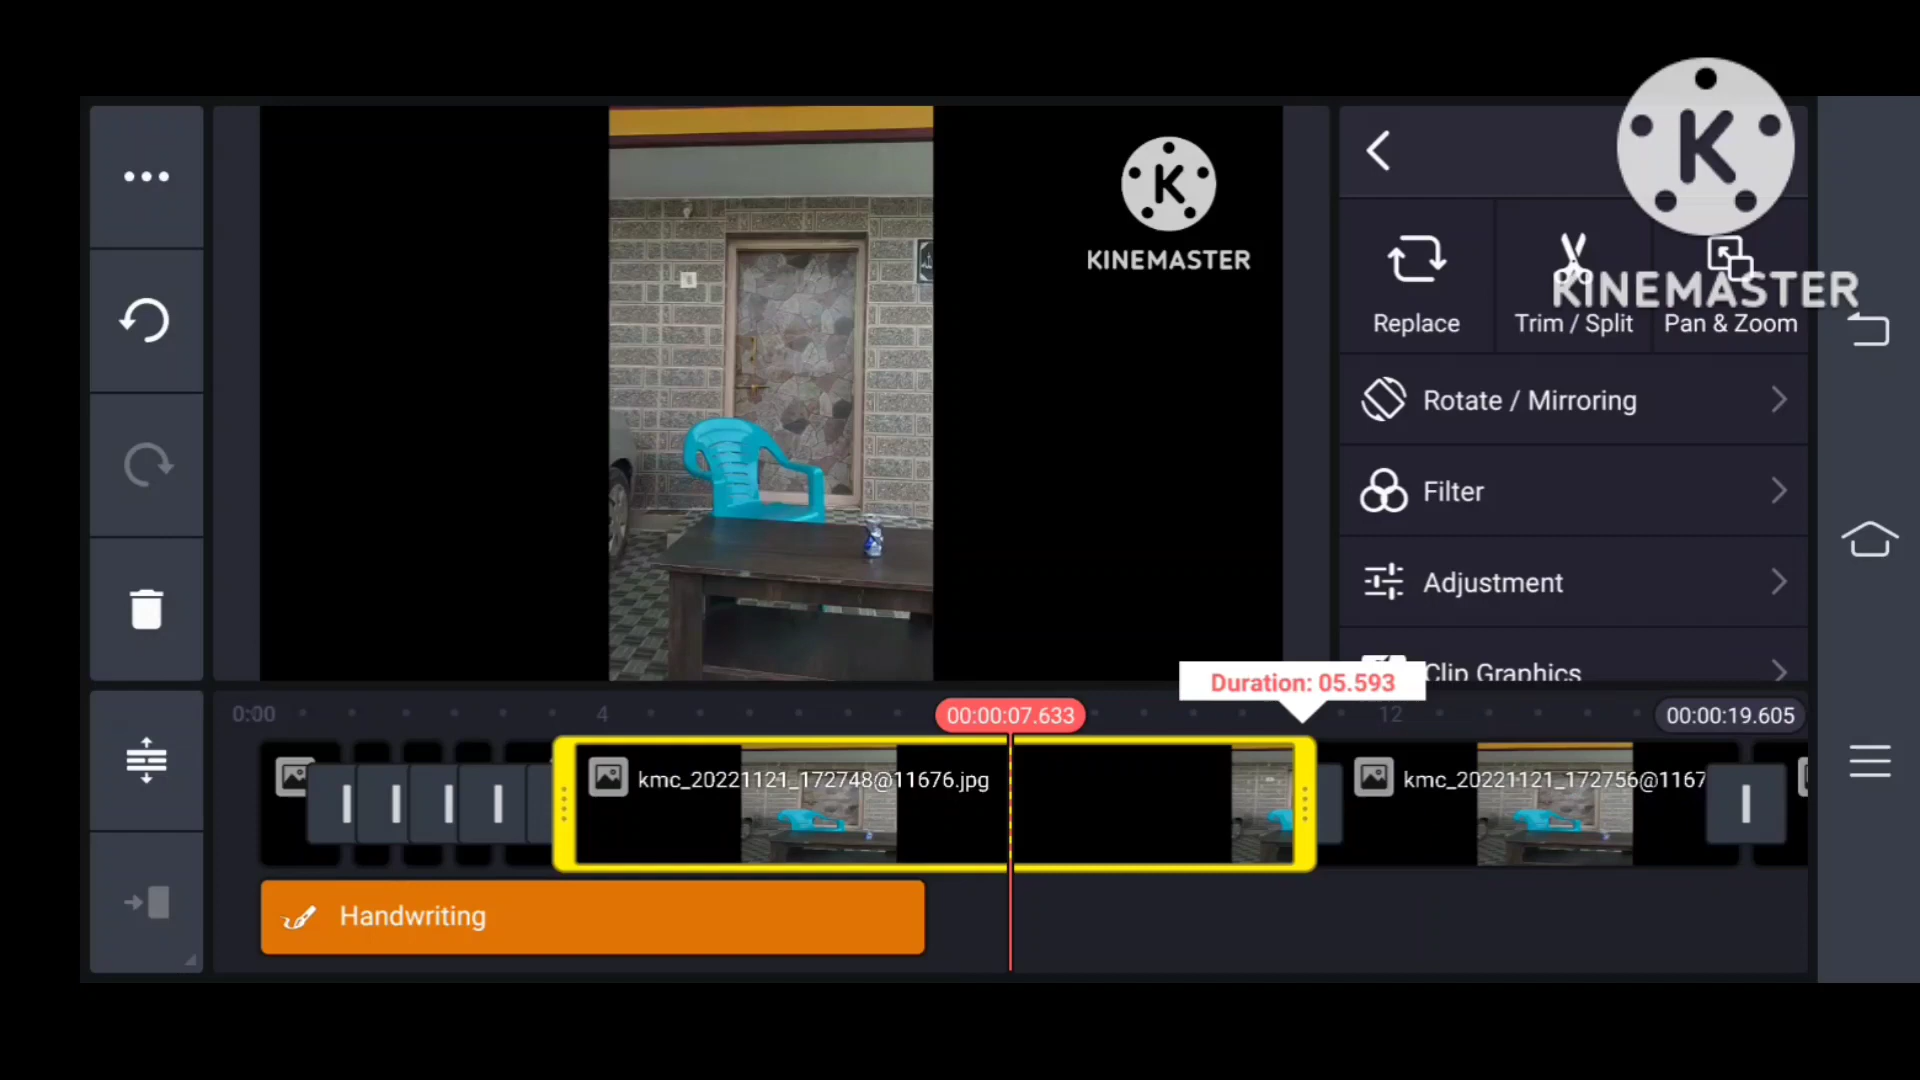 K
KINEMASTER
K
KINEMASTER
Replace
Trim / Split
Pan & Zoom
Rotate / Mirroring
Filter
Adjustment
Clip Graphics
Duration: 05.593
0:00
4
00:00:07.633
12
00:00:19.605
kmc_20221121_172748@11676.jpg
kmc_20221121_172756@1167
Handwriting